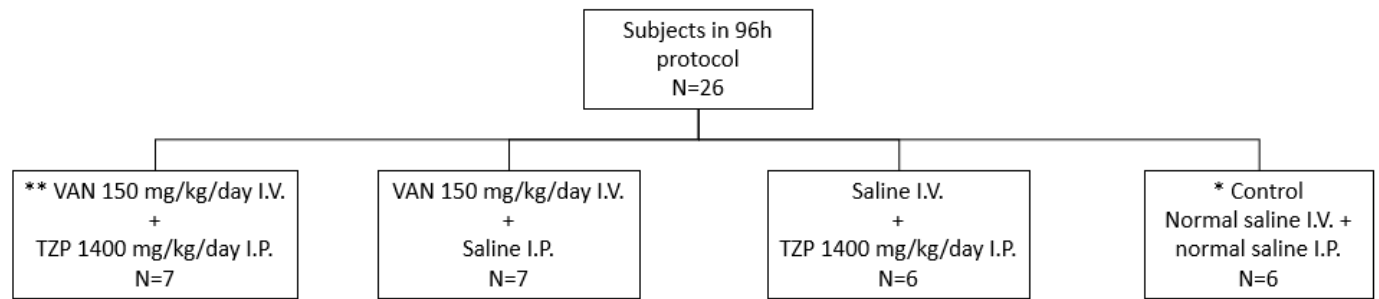 Subjects in 96h
protocol
N=26
** VAN 150 mg/kg/day I.V.
+
TZP 1400 mg/kg/day I.P.
N=7
VAN 150 mg/kg/day I.V.
+
Saline I.P.
N=7
Saline I.V.
+
TZP 1400 mg/kg/day I.P.
N=6
* Control
Normal saline I.V. +
normal saline I.P.
N=6